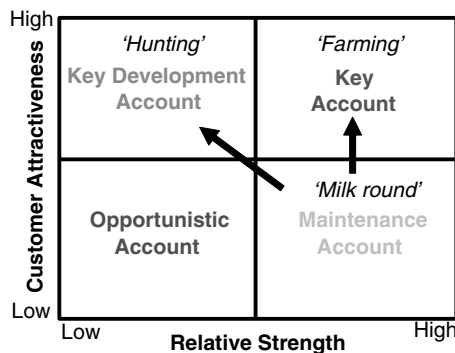 High
Customer Attractiveness
Low
'Hunting'
Key Development
Account
'Farming'
Key
Account
Opportunistic
Account
'Milk round'
Maintenance
Account
Low
Relative Strength
High